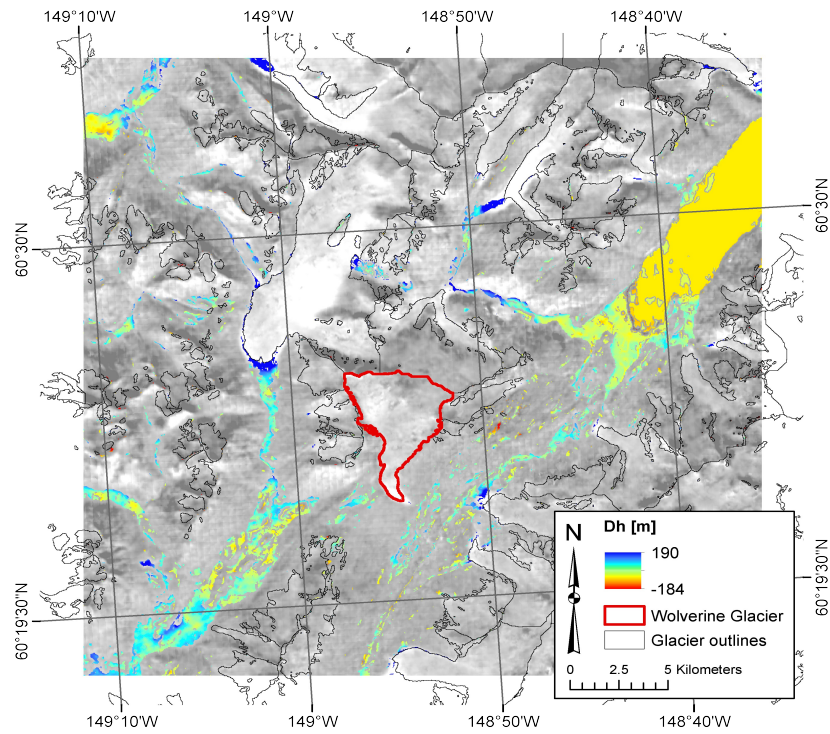 149°10'W 149°W 148°50'W 148°40'W
60°30'N 60°30'N
60°19'30"N 60°19'30"N
N
Dh [m]
190
-184
Wolverine Glacier
Glacier outlines
0 2.5 5 Kilometers
149°10'W 149°W 148°50'W 148°40'W